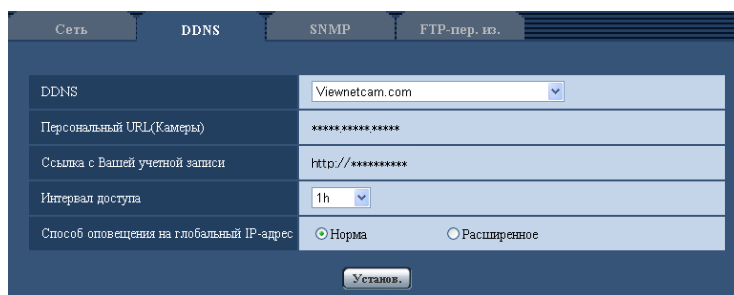 Сеть DDNS SNMP FTP-пер. из.
DDNS Viewnetcam.com
Персональный URL(Камеры) *****.*****.*****
Ссылка с Вашей учетной записи http://**********
Интервал доступа 1h
Способ оповещения на глобальный IP-адрес Норма Расширенное
Установ.